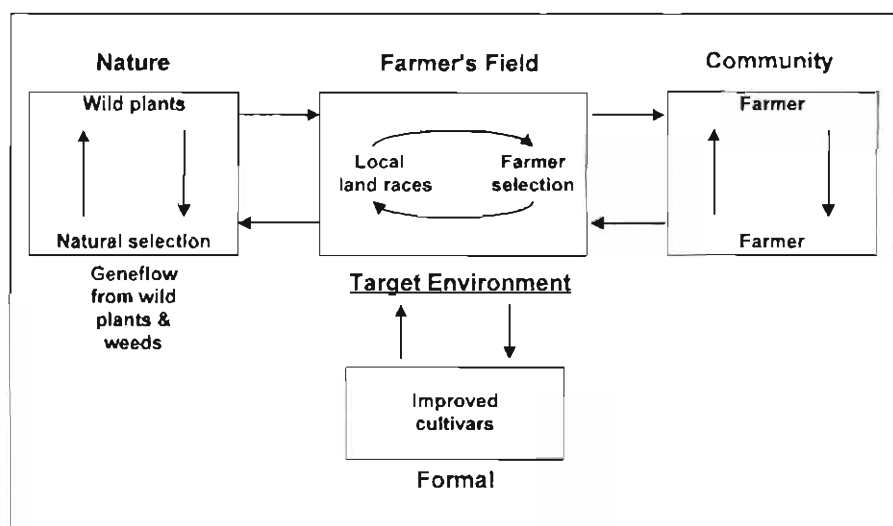 Nature
Wild plants
Natural selection
Geneflow
from wild
plants &
weeds
Farmer's Field
Local
land races
Farmer
selection
Target Environment
Improved
cultivars
Formal
Community
Farmer
Farmer